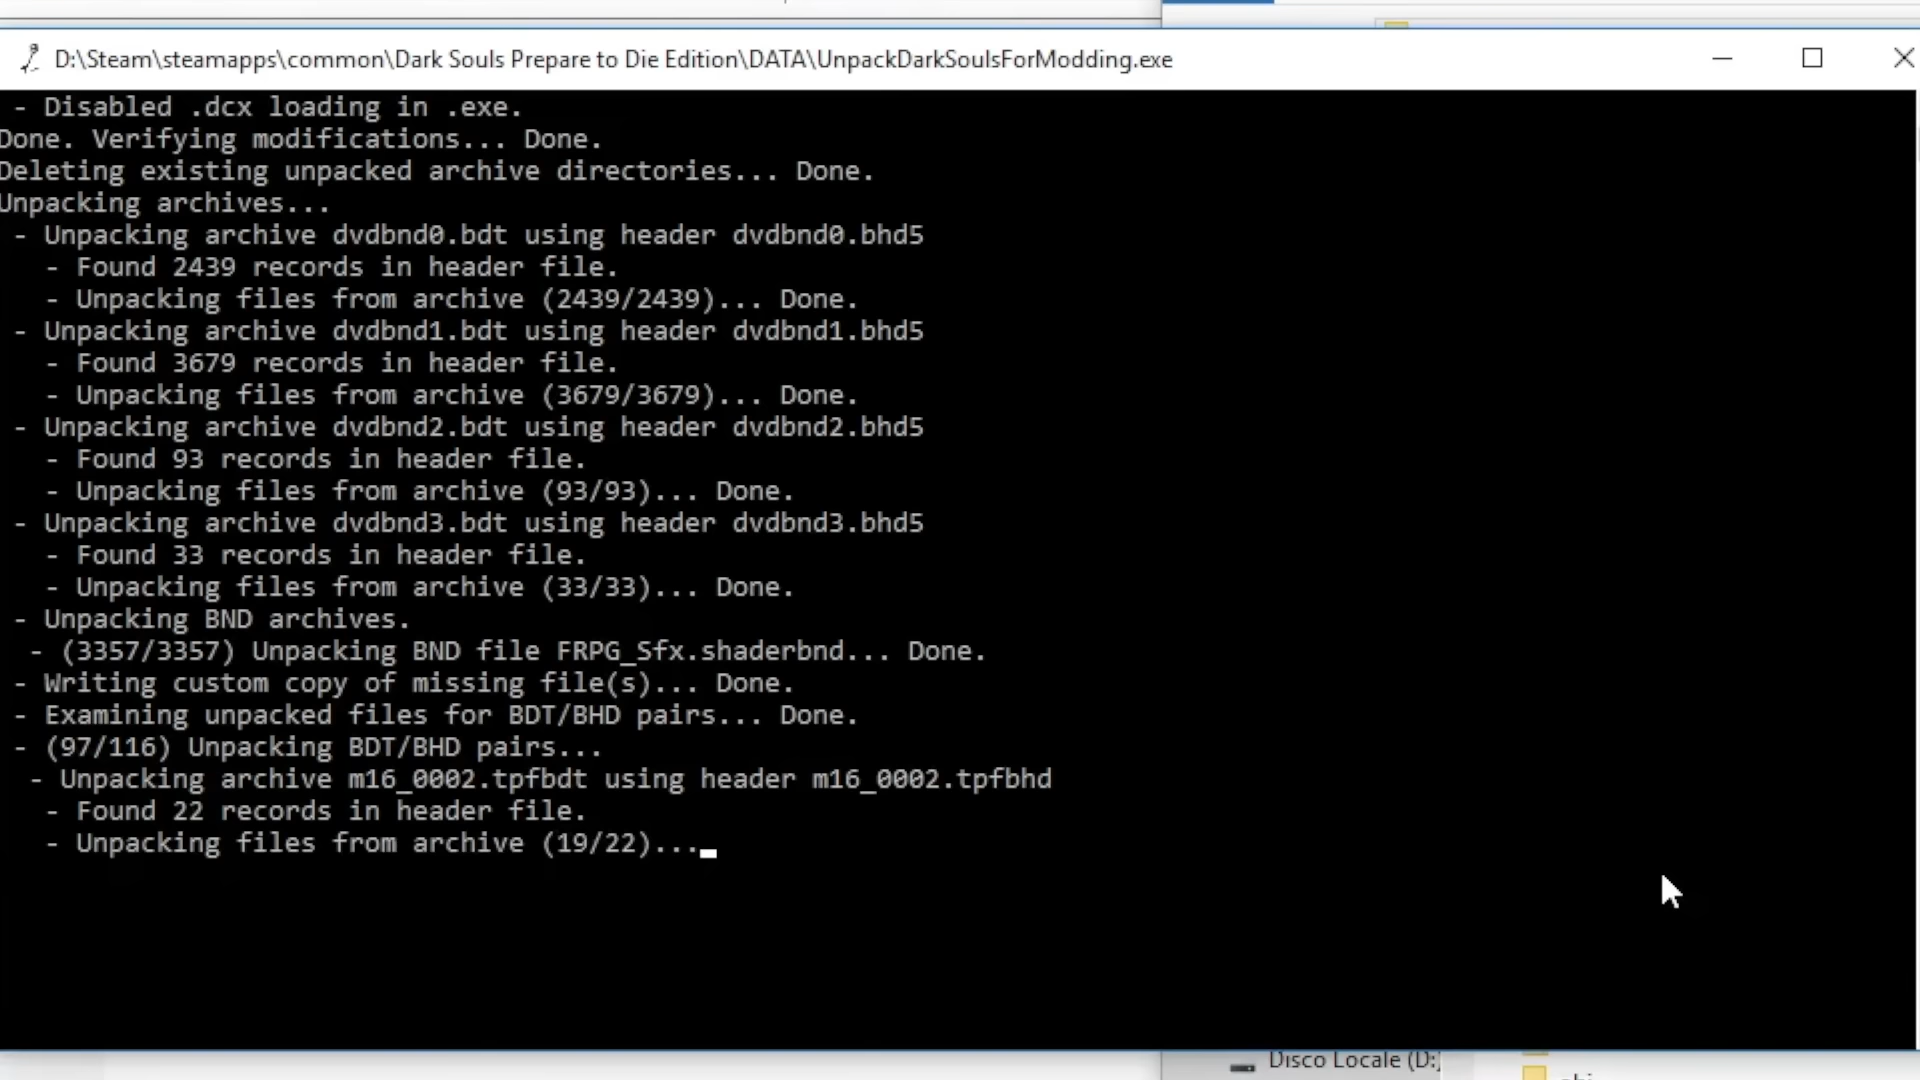 D:\Steam\steamapps\common\Dark Souls Prepare to Die Edition\DATA\UnpackDarkSoulsForModding.exe
- Disabled .dcx loading in .exe.
Done. Verifying modifications... Done.
Deleting existing unpacked archive directories... Done.
Unpacking archives...
- Unpacking archive dvdbnd0.bdt using header dvdbnd0.bhd5
- Found 2439 records in header file.
- Unpacking files from archive (2439/2439)... Done.
- Unpacking archive dvdbnd1.bdt using header dvdbnd1.bhd5
- Found 3679 records in header file.
- Unpacking files from archive (3679/3679)... Done.
- Unpacking archive dvdbnd2.bdt using header dvdbnd2.bhd5
- Found 93 records in header file.
- Unpacking files from archive (93/93)... Done.
- Unpacking archive dvdbnd3.bdt using header dvdbnd3.bhd5
- Found 33 records in header file.
- Unpacking files from archive (33/33)... Done.
- Unpacking BND archives.
- (3357/3357) Unpacking BND file FRPG_Sfx.shaderbnd... Done.
- Writing custom copy of missing file(s)... Done.
- Examining unpacked files for BDT/BHD pairs... Done.
- (97/116) Unpacking BDT/BHD pairs...
- Unpacking archive m16_0002.tpfbdt using header m16_0002.tpfbhd
- Found 22 records in header file.
- Unpacking files from archive (19/22)...
Disco Locale (D:)